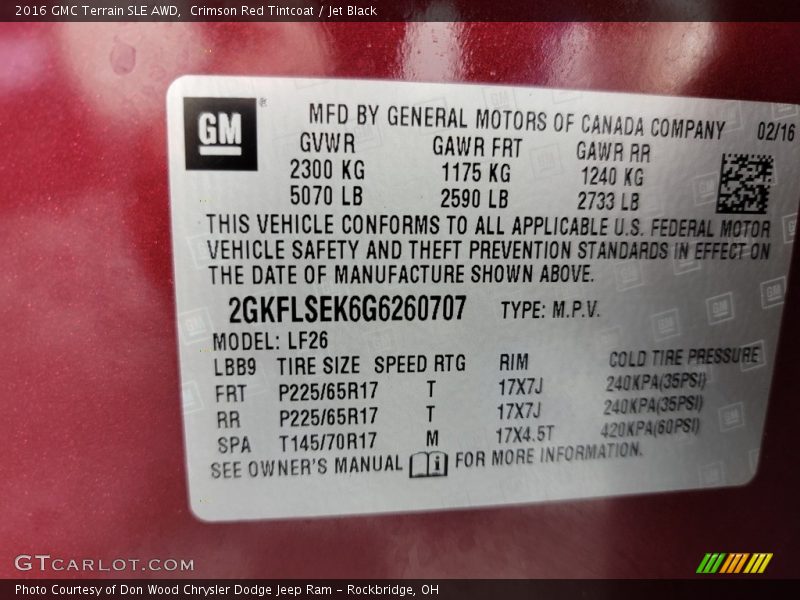 2016 GMC Terrain SLE AWD,  Crimson Red Tintcoat / Jet Black
GM ®
MFD BY GENERAL MOTORS OF CANADA COMPANY 02/16
GVWR GAWR FRT GAWR RR
2300 KG 1175 KG 1240 KG
5070 LB 2590 LB 2733 LB
THIS VEHICLE CONFORMS TO ALL APPLICABLE U.S. FEDERAL MOTOR
VEHICLE SAFETY AND THEFT PREVENTION STANDARDS IN EFFECT ON
THE DATE OF MANUFACTURE SHOWN ABOVE.
2GKFLSEK6G6260707 TYPE: M.P.V.
MODEL: LF26
LBB9 TIRE SIZE SPEED RTG RIM COLD TIRE PRESSURE
FRT P225/65R17 T 17X7J 240KPA(35PSI)
RR P225/65R17 T 17X7J 240KPA(35PSI)
SPA T145/70R17 M 17X4.5T 420KPA(60PSI)
SEE OWNER'S MANUAL i FOR MORE INFORMATION.
GTCARLOT.COM
Photo Courtesy of Don Wood Chrysler Dodge Jeep Ram – Rockbridge, OH